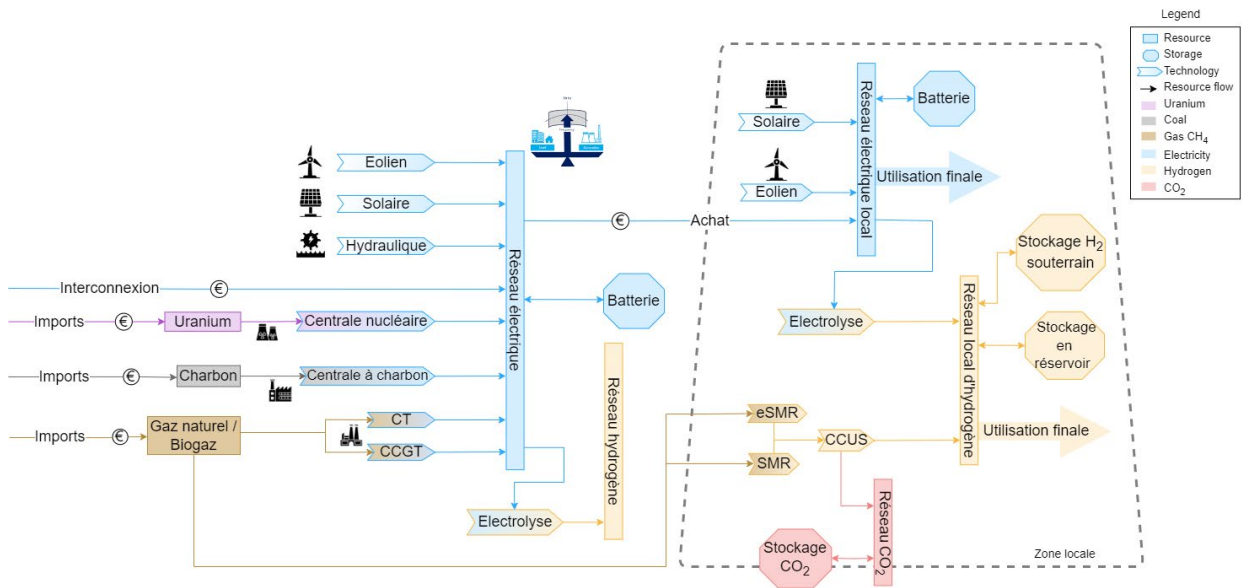 Legend
Resource
Storage
Technology
Resource flow
Uranium
Coal
Gas CH₄
Electricity
Hydrogen
CO₂
Eolien
Solaire
Hydraulique
Interconnexion
€
Imports
€
Uranium
Centrale nucléaire
Imports
€
Charbon
Centrale à charbon
Imports
€
Gaz naturel /
Biogaz
CT
CCGT
Réseau électrique
Batterie
Electrolyse
Réseau hydrogène
€
Achat
Solaire
Eolien
Réseau électrique local
Batterie
Utilisation finale
Electrolyse
Stockage H₂
souterrain
Stockage
en
réservoir
Réseau local d'hydrogène
Utilisation finale
eSMR
SMR
CCUS
Réseau CO₂
Stockage
CO₂
Zone locale